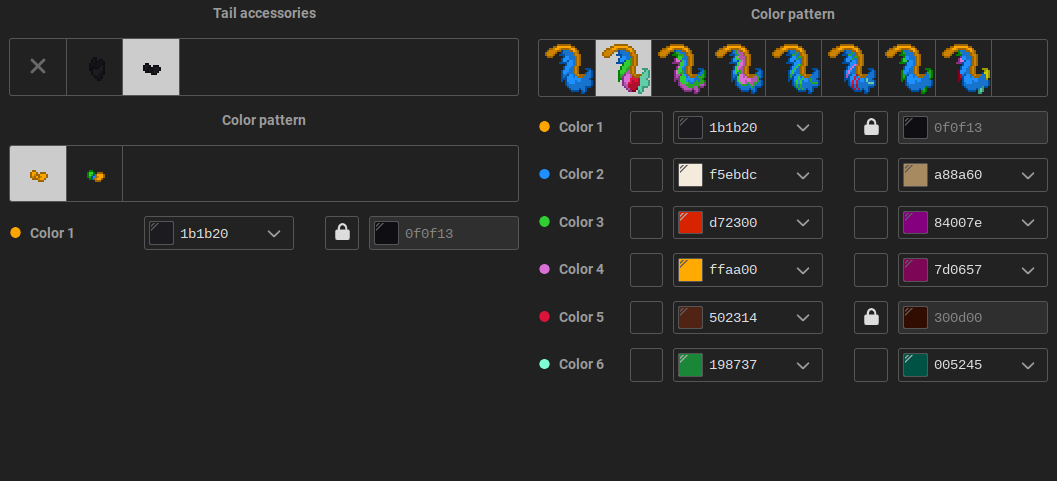 Tail accessories
Color pattern
Color 1 1b1b20 0f0f13
Color pattern
Color 1 1b1b20 0f0f13
Color 2 f5ebdc a88a60
Color 3 d72300 84007e
Color 4 ffaa00 7d0657
Color 5 502314 300d00
Color 6 198737 005245